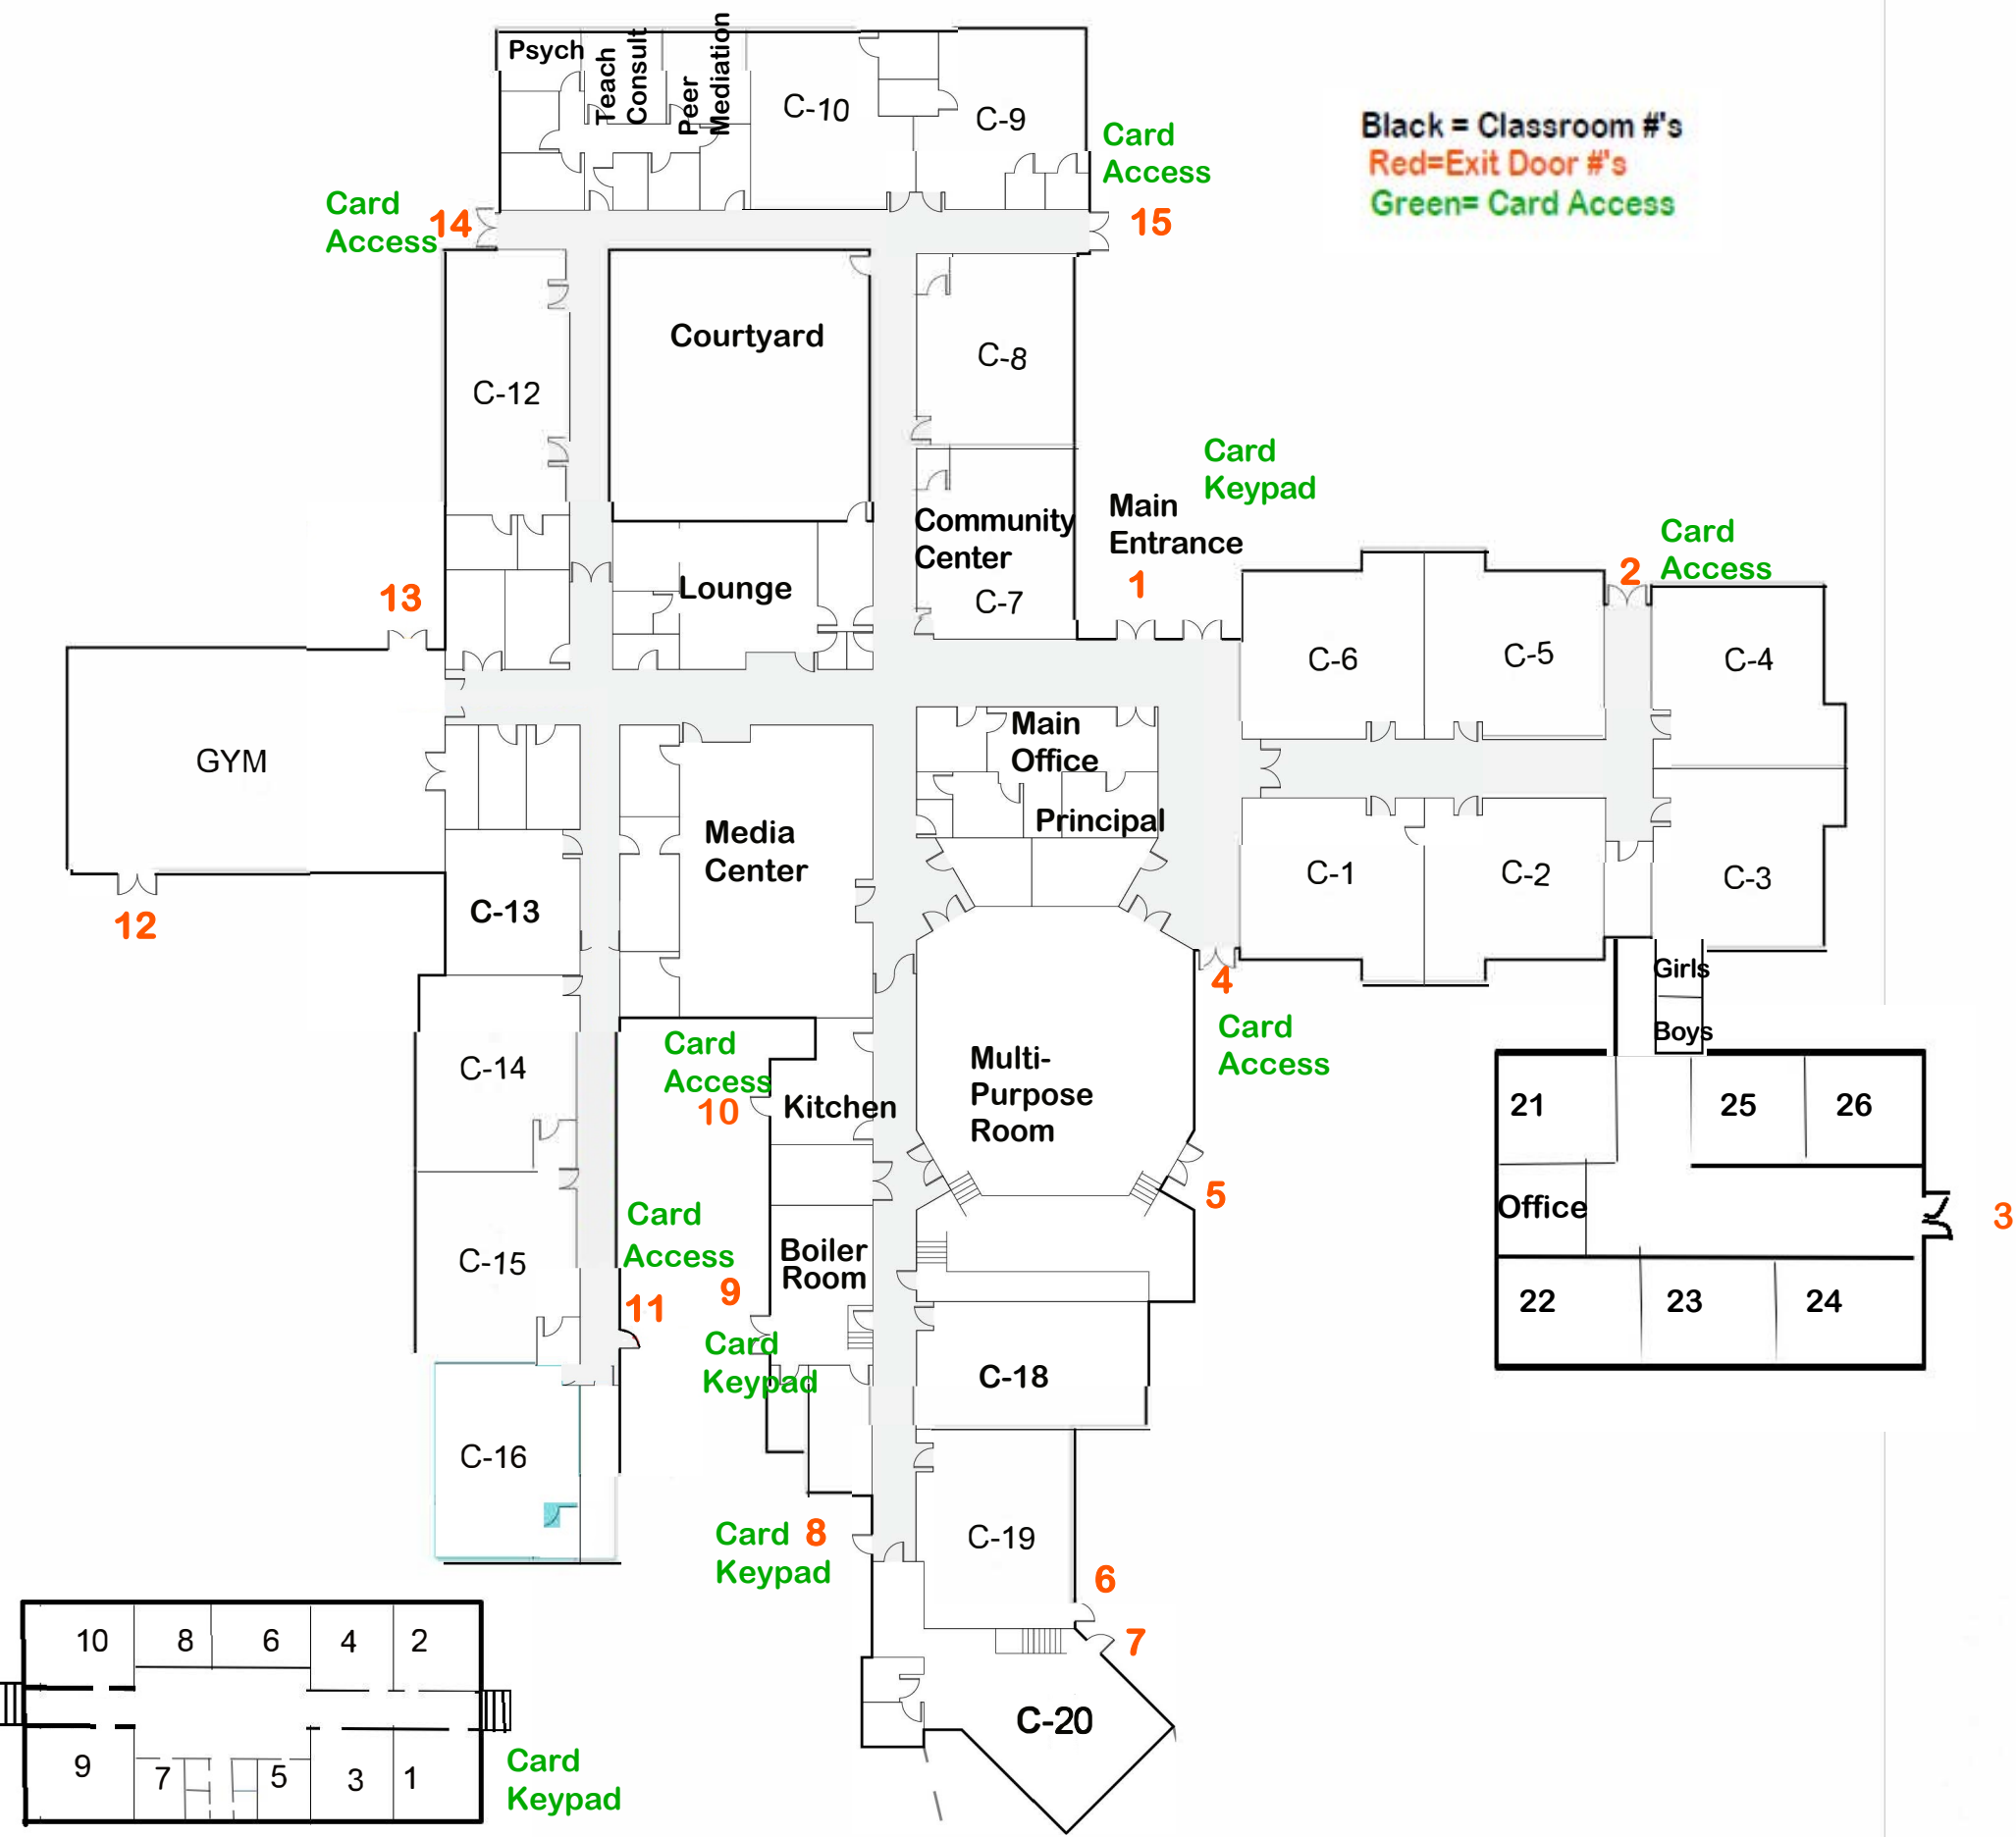 Psych
Teach
Consult
Peer
Mediation
C-10
C-9
Card
Access
Black = Classroom #'s
Red=Exit Door #'s
Green= Card Access
Card
Access
14
15
Courtyard
C-8
C-12
Card
Keypad
Main
Entrance
1
Community
Center
C-7
Card
Access
2
13
Lounge
C-6
C-5
C-4
GYM
Main
Office
Principal
Media
Center
C-1
C-2
C-3
12
C-13
4
Card
Access
Girls
Boys
C-14
Card
Access
10
Kitchen
Multi-
Purpose
Room
21
25
26
5
Office
3
C-15
Card
Access
11
9
Boiler
Room
Card
Keypad
22
23
24
C-18
C-16
Card
Keypad
8
C-19
6
7
C-20
10
8
6
4
2
9
7
5
3
1
Card
Keypad